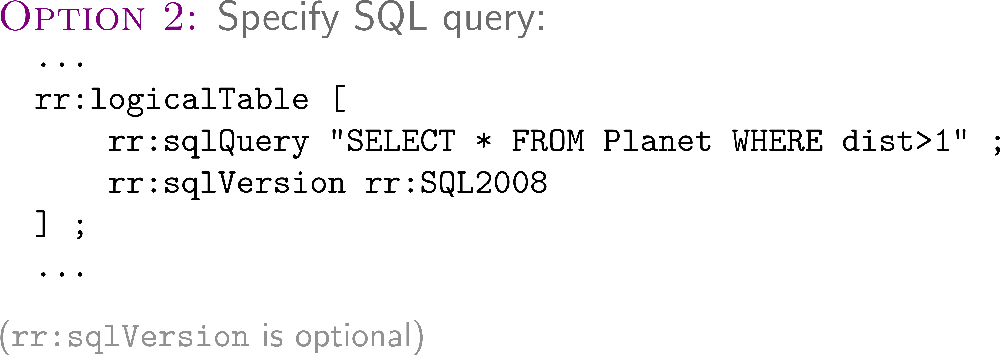 OPTION 2: Specify SQL query:
...
rr:logicalTable [
rr:sqlQuery "SELECT * FROM Planet WHERE dist>1" ;
rr:sqlVersion rr:SQL2008
] ;
...
(rr:sqlVersion is optional)